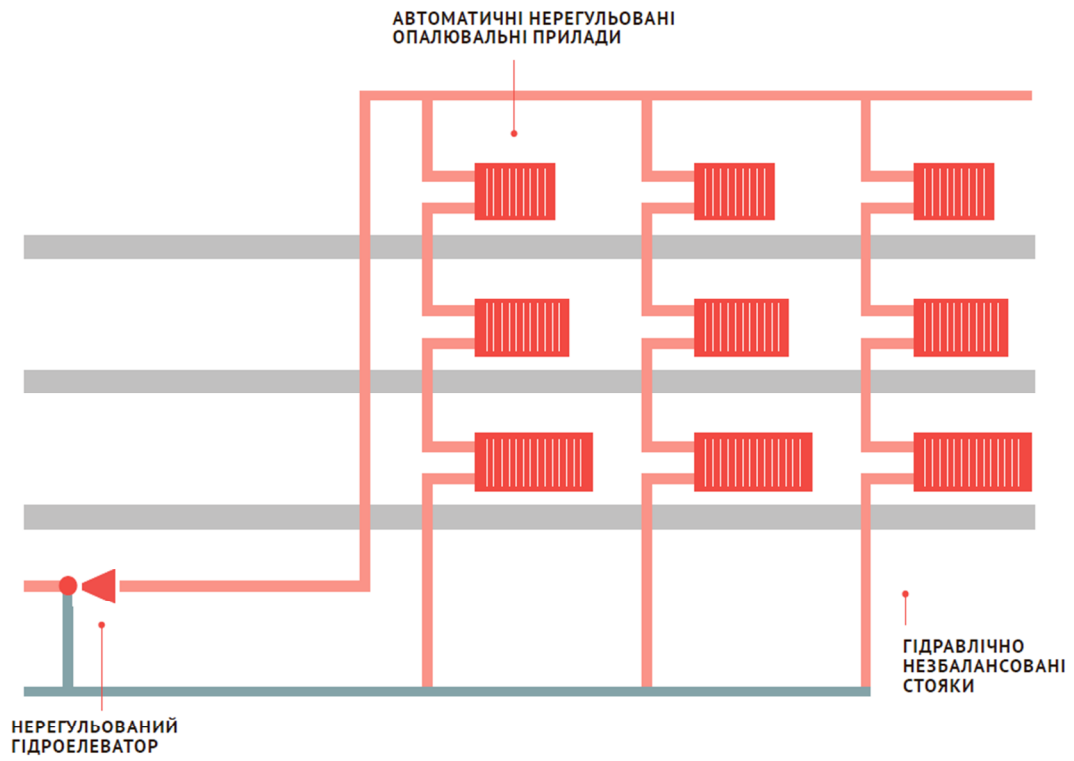 АВТОМАТИЧНІ НЕРЕГУЛЬОВАНІ
ОПАЛЮВАЛЬНІ ПРИЛАДИ
ГІДРАВЛІЧНО
НЕЗБАЛАНСОВАНІ
СТОЯКИ
НЕРЕГУЛЬОВАНИЙ
ГІДРОЕЛЕВАТОР